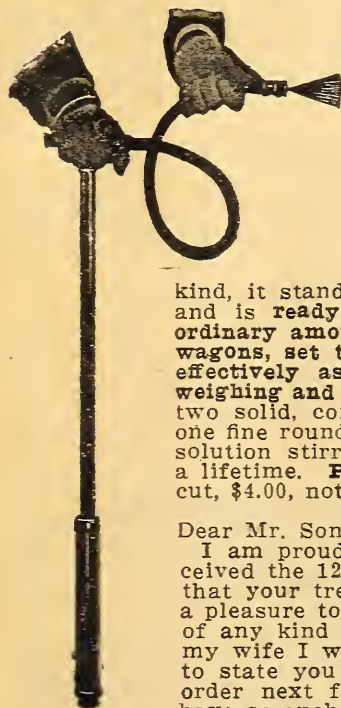 kind, it stand
and is ready
ordinary amo
wagons, set t
effectively as
weighing and
two solid, co
one fine round
solution stirr
a lifetime. P
cut, $4.00, not
Dear Mr. Son
I am proud
ceived the 12
that your tre
a pleasure to
of any kind
my wife I w
to state you
order next f